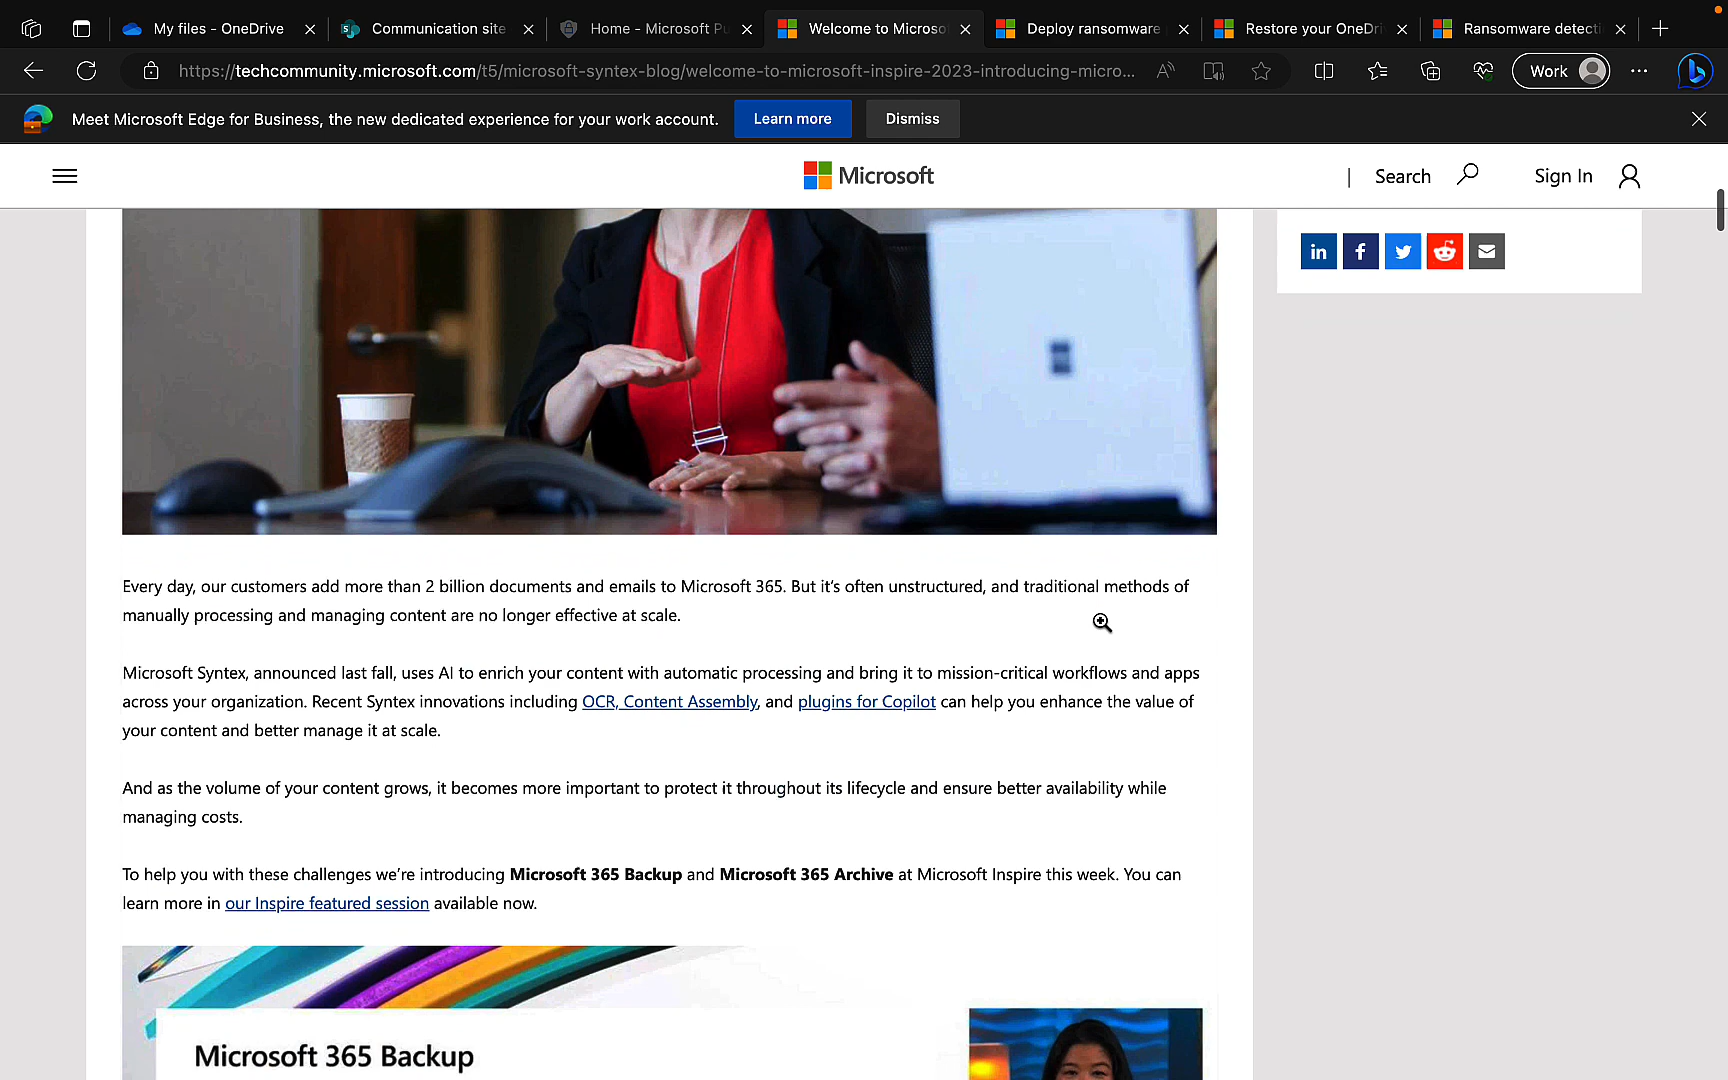 My files - OneDrive
Communication site
Home - Microsoft Pu
Welcome to Microso
Deploy ransomware
Restore your OneDri
Ransomware detecti
https://techcommunity.microsoft.com/t5/microsoft-syntex-blog/welcome-to-microsoft-inspire-2023-introducing-micro...
Work
Meet Microsoft Edge for Business, the new dedicated experience for your work account.
Learn more
Dismiss
Microsoft
Search
Sign In
Every day, our customers add more than 2 billion documents and emails to Microsoft 365. But it's often unstructured, and traditional methods of
manually processing and managing content are no longer effective at scale.
Microsoft Syntex, announced last fall, uses AI to enrich your content with automatic processing and bring it to mission-critical workflows and apps
across your organization. Recent Syntex innovations including OCR, Content Assembly, and plugins for Copilot can help you enhance the value of
your content and better manage it at scale.
And as the volume of your content grows, it becomes more important to protect it throughout its lifecycle and ensure better availability while
managing costs.
To help you with these challenges we're introducing Microsoft 365 Backup and Microsoft 365 Archive at Microsoft Inspire this week. You can
learn more in our Inspire featured session available now.
Microsoft 365 Backup